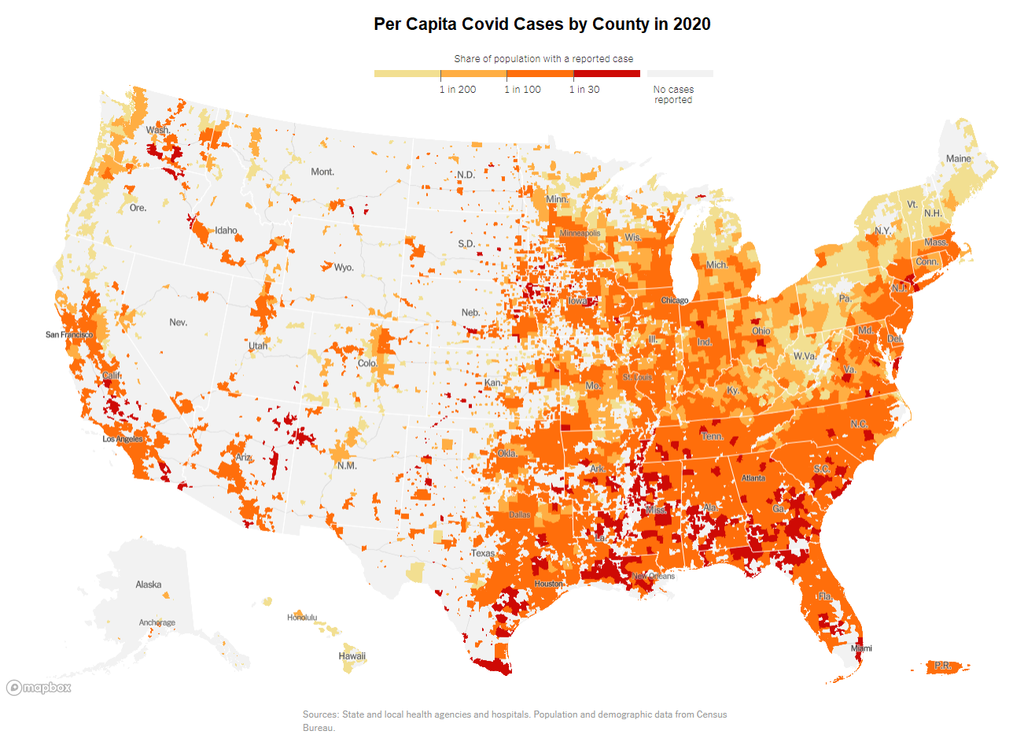 Per Capita Covid Cases by County in 2020
Share of population with a reported case
1 in 200
1 in 100
1 in 30
No cases
reported
Wash.
Mont.
N.D.
Minn.
Maine
Ore.
Idaho
S.D.
Minneapolis
Wis.
Vt.
N.H.
N.Y.
Mass.
Wyo.
Mich.
Conn.
Iowa
Chicago
N.J.
Pa.
Neb.
Nev.
San Francisco
Utah
Colo.
Ill.
Ind.
Ohio
Md.
Del.
W.Va.
Calif.
Kan.
Mo.
St. Louis
Ky.
Va.
Los Angeles
Ariz.
N.M.
Okla.
Ark.
Tenn.
N.C.
Atlanta
S.C.
Dallas
Miss.
Ala.
Ga.
Texas
La.
Houston
New Orleans
Alaska
Anchorage
Honolulu
Hawaii
Fla.
Miami
P.R.
mapbox
Sources: State and local health agencies and hospitals. Population and demographic data from Census
Bureau.